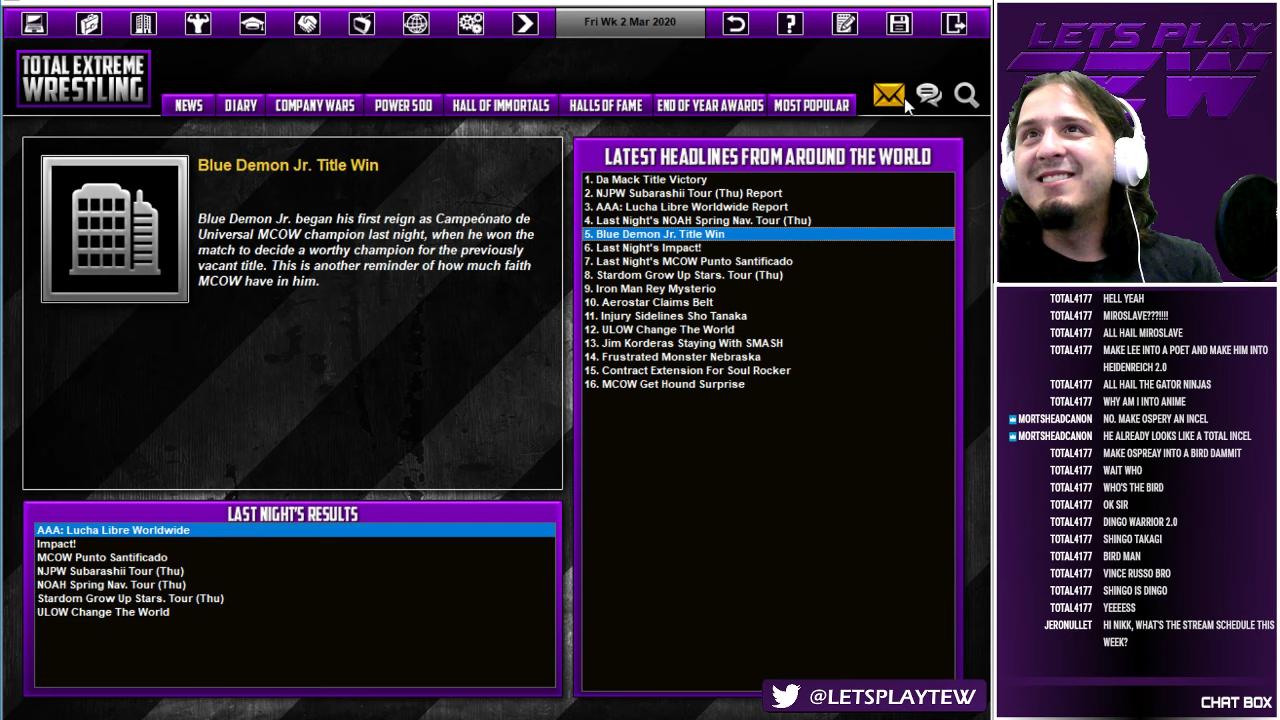 Fri Wk 2 Mar 2020
LETS PLAY
TEW
TOTAL EXTREME
WRESTLING
NEWS
DIARY
COMPANY WARS
POWER 500
HALL OF IMMORTALS
HALLS OF FAME
END OF YEAR AWARDS
MOST POPULAR
Blue Demon Jr. Title Win
Blue Demon Jr. began his first reign as Campeónato de
Universal MCOW champion last night, when he won the
match to decide a worthy champion for the previously
vacant title. This is another reminder of how much faith
MCOW have in him.
LATEST HEADLINES FROM AROUND THE WORLD
1. Da Mack Title Victory
2. NJPW Subarashii Tour (Thu) Report
3. AAA: Lucha Libre Worldwide Report
4. Last Night's NOAH Spring Nav. Tour (Thu)
5. Blue Demon Jr. Title Win
6. Last Night's Impact!
7. Last Night's MCOW Punto Santificado
8. Stardom Grow Up Stars. Tour (Thu)
9. Iron Man Rey Mysterio
10. Aerostar Claims Belt
11. Injury Sidelines Sho Tanaka
12. ULOW Change The World
13. Jim Korderas Staying With SMASH
14. Frustrated Monster Nebraska
15. Contract Extension For Soul Rocker
16. MCOW Get Hound Surprise
LAST NIGHT'S RESULTS
AAA: Lucha Libre Worldwide
Impact!
MCOW Punto Santificado
NJPW Subarashii Tour (Thu)
NOAH Spring Nav. Tour (Thu)
Stardom Grow Up Stars. Tour (Thu)
ULOW Change The World
@LETSPLAYTEW
TOTAL4177 HELL YEAH
TOTAL4177 MIROSLAVE???!!!!
TOTAL4177 ALL HAIL MIROSLAVE
TOTAL4177 MAKE LEE INTO A POET AND MAKE HIM INTO
HEIDENREICH 2.0
TOTAL4177 ALL HAIL THE GATOR NINJAS
TOTAL4177 WHY AM I INTO ANIME
MORTSHEADCANON NO. MAKE OSPERY AN INCEL
MORTSHEADCANON HE ALREADY LOOKS LIKE A TOTAL INCEL
TOTAL4177 MAKE OSPREAY INTO A BIRD DAMMIT
TOTAL4177 WAIT WHO
TOTAL4177 WHO'S THE BIRD
TOTAL4177 OK SIR
TOTAL4177 DINGO WARRIOR 2.0
TOTAL4177 SHINGO TAKAGI
TOTAL4177 BIRD MAN
TOTAL4177 VINCE RUSSO BRO
TOTAL4177 SHINGO IS DINGO
TOTAL4177 YEEEESS
JERONULLET HI NIKK, WHAT'S THE STREAM SCHEDULE THIS
WEEK?
CHAT BOX